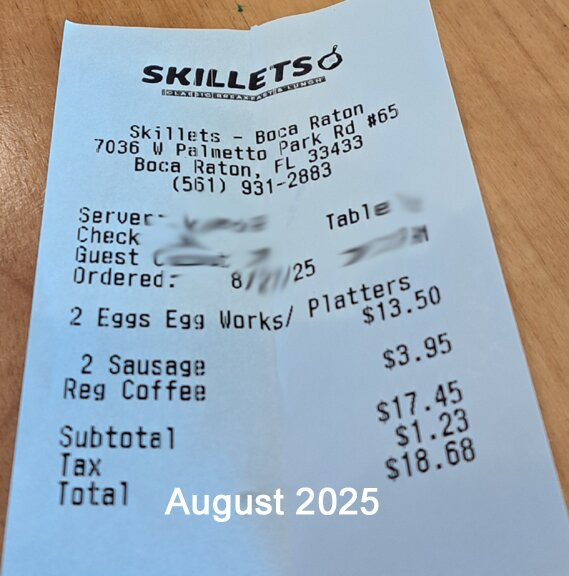 SKILLETS
CLASSIC BREAKFAST & LUNCH
Skillets - Boca Raton
7036 W Palmetto Park Rd #65
Boca Raton, FL 33433
(561) 931-2883
Server: Table
Check
Guest
Ordered: 8/ /25
2 Eggs Egg Works/ Platters $13.50
2 Sausage
Reg Coffee $3.95
Subtotal $17.45
Tax $1.23
Total $18.68
August 2025